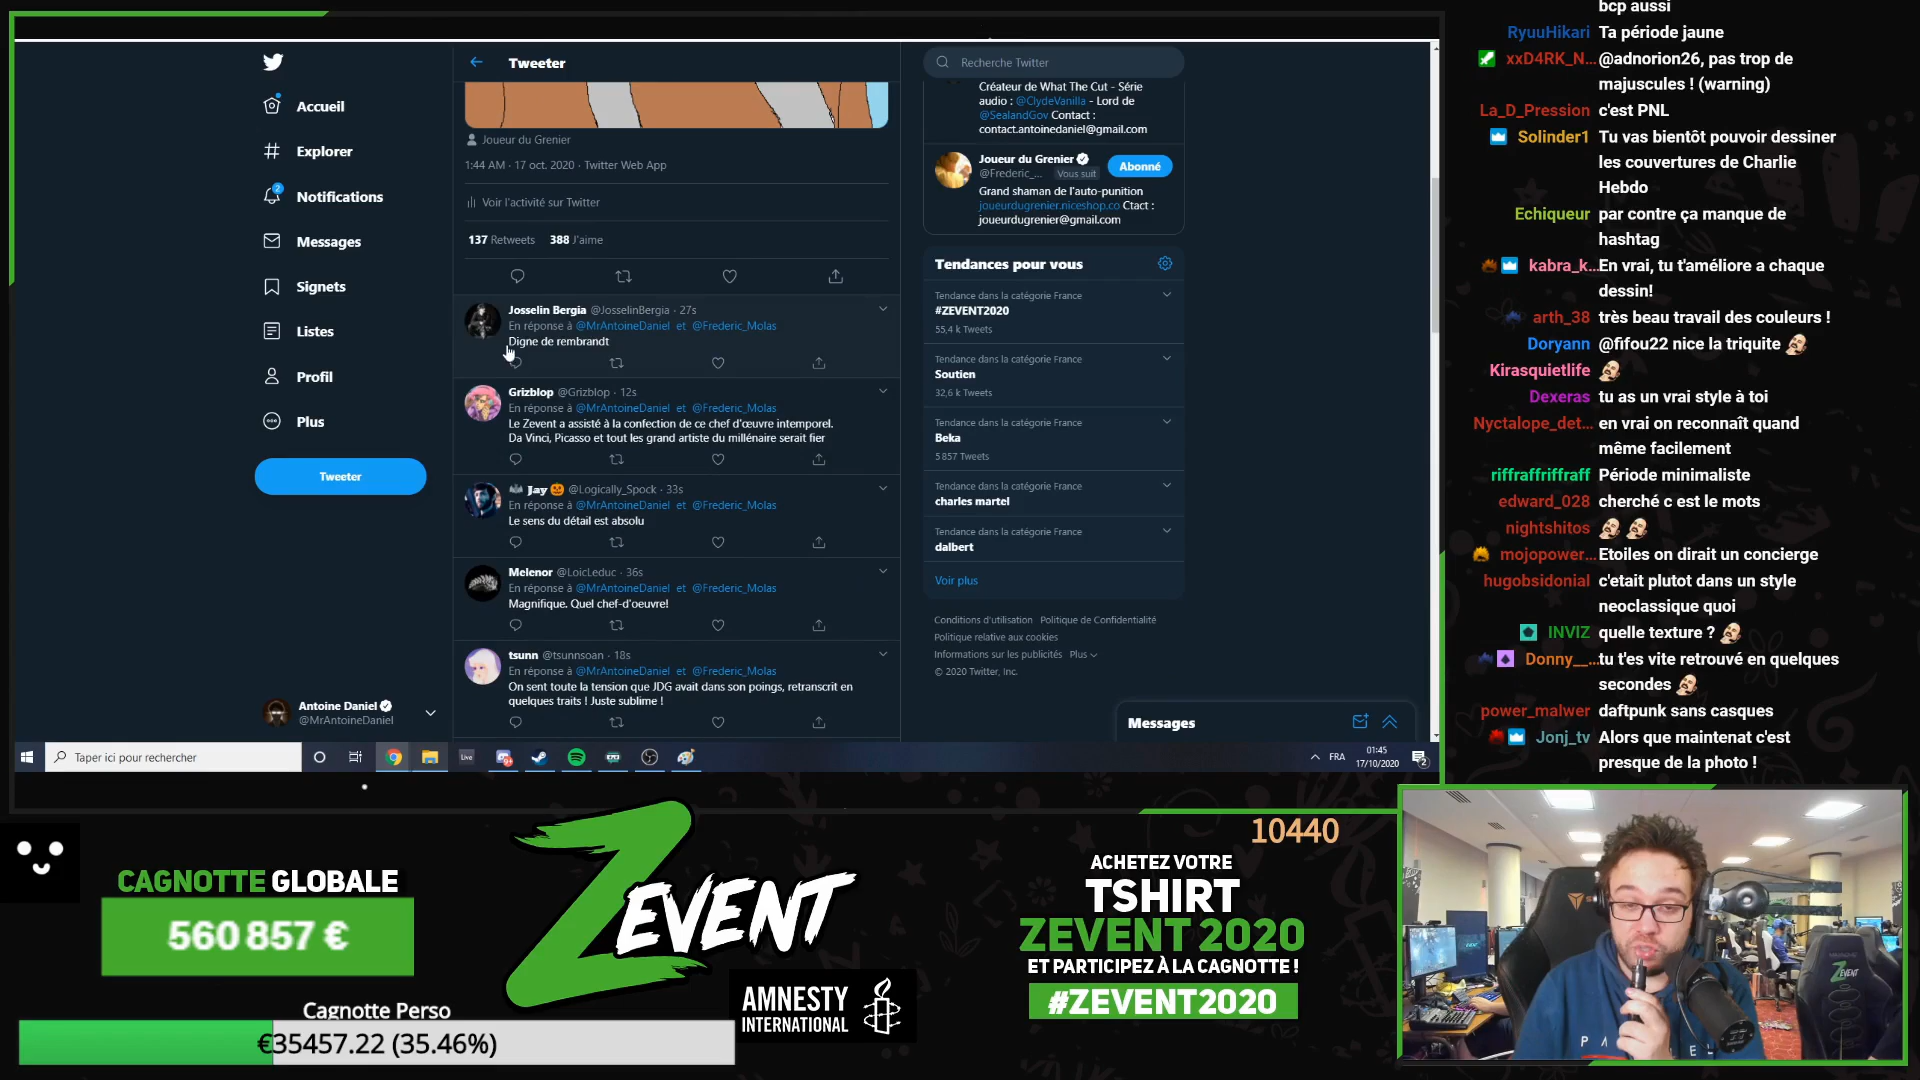 Tweeter
Joueur du Grenier
1:44 AM · 17 oct. 2020 · Twitter Web App
Voir l'activité sur Twitter
137 Retweets 388 J'aime
Josselin Bergia @JosselinBergia · 27s
En réponse à @MrAntoineDaniel et @Frederic_Molas
Digne de rembrandt
Grizblop @Grizblop · 12s
En réponse à @MrAntoineDaniel et @Frederic_Molas
Le Zevent a assisté à la confection de ce chef d'œuvre intemporel.
Da Vinci, Picasso et tout les grand artiste du millénaire serait fier
Jay @Logically_Spock · 33s
En réponse à @MrAntoineDaniel et @Frederic_Molas
Le sens du détail est absolu
Melenor @LoicLeduc · 36s
En réponse à @MrAntoineDaniel et @Frederic_Molas
Magnifique. Quel chef-d'oeuvre!
tsunn @tsunnsoan · 18s
En réponse à @MrAntoineDaniel et @Frederic_Molas
On sent toute la tension que JDG avait dans son poings, retranscrit en
quelques traits ! Juste sublime !
Accueil
Explorer
2
Notifications
Messages
Signets
Listes
Profil
Plus
Tweeter
Antoine Daniel
@MrAntoineDaniel
Recherche Twitter
Créateur de What The Cut - Série
audio : @ClydeVanilla - Lord de
@SealandGov Contact :
contact.antoinedaniel@gmail.com
Joueur du Grenier
@Frederic_... Vous suit
Abonné
Grand shaman de l'auto-punition
joueurdugrenier.niceshop.co Ctact :
joueurdugrenier@gmail.com
Tendances pour vous
Tendance dans la catégorie France
#ZEVENT2020
55,4 k Tweets
Tendance dans la catégorie France
Soutien
32,6 k Tweets
Tendance dans la catégorie France
Beka
5 857 Tweets
Tendance dans la catégorie France
charles martel
Tendance dans la catégorie France
dalbert
Voir plus
Conditions d'utilisation Politique de Confidentialité
Politique relative aux cookies
Informations sur les publicités Plus
© 2020 Twitter, Inc.
Messages
Taper ici pour rechercher
Live
FRA
01:45
17/10/2020
2
bcp aussi
RyuuHikari Ta période jaune
xxD4RK_N... @adnorion26, pas trop de
majuscules ! (warning)
La_D_Pression c'est PNL
Solinder1 Tu vas bientôt pouvoir dessiner
les couvertures de Charlie
Hebdo
Echiqueur par contre ça manque de
hashtag
kabra_k... En vrai, tu t'améliore a chaque
dessin!
arth_38 très beau travail des couleurs !
Doryann @fifou22 nice la triquite
Kirasquietlife
Dexeras tu as un vrai style à toi
Nyctalope_det... en vrai on reconnaît quand
même facilement
riffraffriffraff Période minimaliste
edward_028 cherché c est le mots
nightshitos
mojopower... Etoiles on dirait un concierge
hugobsidonial c'etait plutot dans un style
neoclassique quoi
INVIZ quelle texture ?
Donny__... tu t'es vite retrouvé en quelques
secondes
power_malwer daftpunk sans casques
Jonj_tv Alors que maintenat c'est
presque de la photo !
CAGNOTTE GLOBALE
560 857 €
Cagnotte Perso
€35457.22 (35.46%)
ZEVENT
AMNESTY
INTERNATIONAL
10440
ACHETEZ VOTRE
TSHIRT
ZEVENT 2020
ET PARTICIPEZ À LA CAGNOTTE !
#ZEVENT2020
ZEVENT